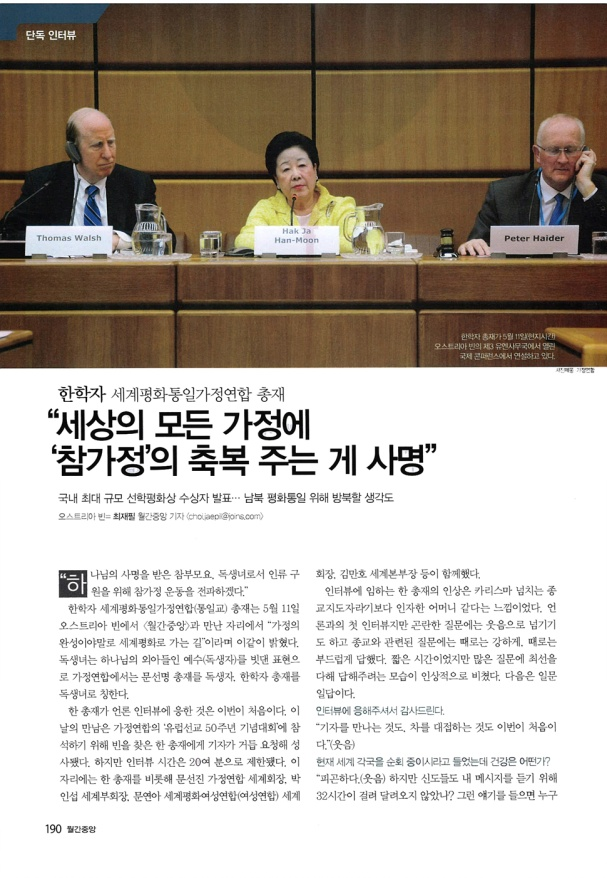 단독 인터뷰
Thomas Walsh
Hak Ja
Han-Moon
Peter Haider
한학자 총재가 5월 11일(현지시간)
오스트리아 빈의 제3 유엔사무국에서 열린
국제 콘퍼런스에서 연설하고 있다.
사진제공 가정연합
한학자 세계평화통일가정연합 총재
“세상의 모든 가정에
‘참가정’의 축복 주는 게 사명”
국내 최대 규모 선학평화상 수상자 발표… 남북 평화통일 위해 방북할 생각도
오스트리아 빈= 최재필 월간중앙 기자 〈choi.jaepil@joins.com〉
“하나님의 사명을 받은 참부모요, 독생녀로서 인류 구
원을 위해 참가정 운동을 전파하겠다.”
한학자 세계평화통일가정연합(통일교) 총재는 5월 11일
오스트리아 빈에서 〈월간중앙〉과 만난 자리에서 “가정의
완성이야말로 세계평화로 가는 길”이라며 이같이 밝혔다.
독생녀는 하나님의 외아들인 예수(독생자)를 빗댄 표현으
로 가정연합에서는 문선명 총재를 독생자, 한학자 총재를
독생녀로 칭한다.
한 총재가 언론 인터뷰에 응한 것은 이번이 처음이다. 이
날의 만남은 가정연합의 ‘유럽선교 50주년 기념대회’에 참
석하기 위해 빈을 찾은 한 총재에게 기자가 거듭 요청해 성
사됐다. 하지만 인터뷰 시간은 20여 분으로 제한됐다. 이
자리에는 한 총재를 비롯해 문선진 가정연합 세계회장, 박
인섭 세계부회장, 문연아 세계평화여성연합(여성연합) 세계
회장, 김만호 세계본부장 등이 함께했다.
인터뷰에 임하는 한 총재의 인상은 카리스마 넘치는 종
교지도자라기보다 인자한 어머니 같다는 느낌이었다. 언
론과의 첫 인터뷰지만 곤란한 질문에는 웃음으로 넘기기
도 하고 종교와 관련된 질문에는 때로는 강하게, 때로는
부드럽게 답했다. 짧은 시간이었지만 많은 질문에 최선을
다해 답해주려는 모습이 인상적으로 비쳤다. 다음은 일문
일답이다.
인터뷰에 응해주셔서 감사드린다.
“기자를 만나는 것도, 차를 대접하는 것도 이번이 처음이
다.”(웃음)
현재 세계 각국을 순회 중이시라고 들었는데 건강은 어떤가?
“피곤하다.(웃음) 하지만 신도들도 내 메시지를 듣기 위해
32시간이 걸려 달려오지 않았나? 그런 얘기를 들으면 누구
190 월간중앙